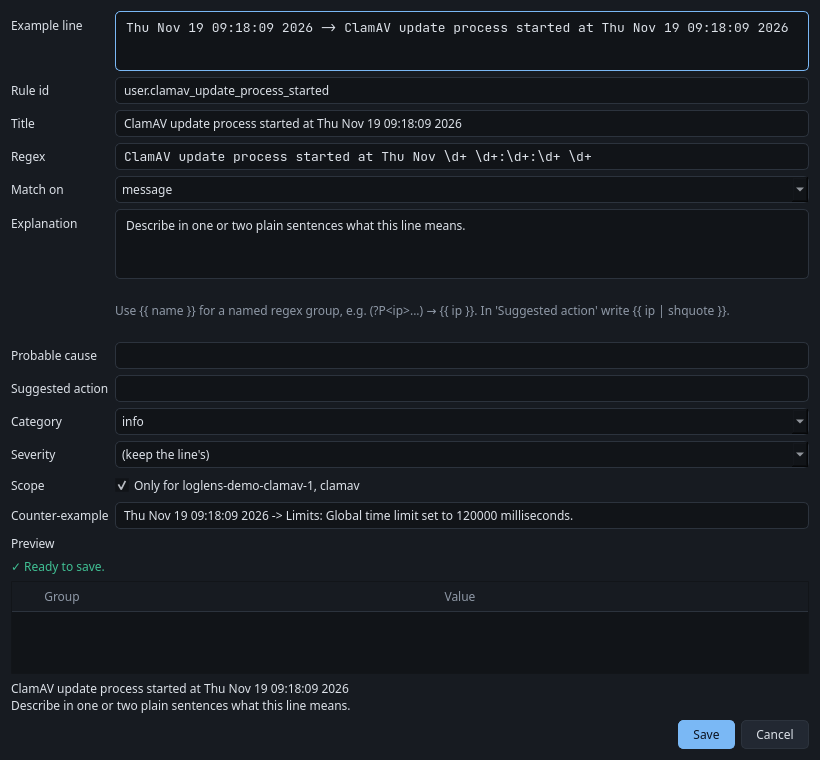 Example line
Thu Nov 19 09:18:09 2026 -> ClamAV update process started at Thu Nov 19 09:18:09 2026
Rule id
user.clamav_update_process_started
Title
ClamAV update process started at Thu Nov 19 09:18:09 2026
Regex
ClamAV update process started at Thu Nov \d+ \d+:\d+:\d+ \d+
Match on
message
Explanation
Describe in one or two plain sentences what this line means.
Use {{ name }} for a named regex group, e.g. (?P<ip>...) → {{ ip }}. In 'Suggested action' write {{ ip | shquote }}.
Probable cause
Suggested action
Category
info
Severity
(keep the line's)
Scope
✓ Only for loglens-demo-clamav-1, clamav
Counter-example
Thu Nov 19 09:18:09 2026 -> Limits: Global time limit set to 120000 milliseconds.
Preview
✓ Ready to save.
Group
Value
ClamAV update process started at Thu Nov 19 09:18:09 2026
Describe in one or two plain sentences what this line means.
Save
Cancel